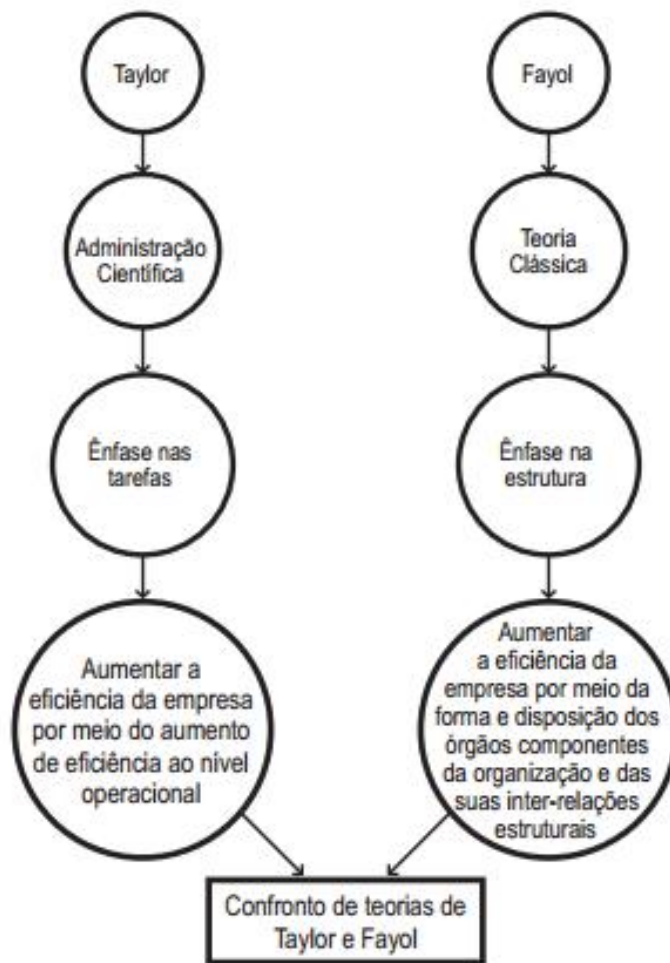 Taylor
Administração
Científica
Ênfase nas
tarefas
Aumentar a
eficiência da empresa
por meio do aumento
de eficiência ao nível
operacional
Fayol
Teoria
Clássica
Ênfase na
estrutura
Aumentar
a eficiência da
empresa por meio da
forma e disposição dos
órgãos componentes
da organização e das
suas inter-relações
estruturais
Confronto de teorias de
Taylor e Fayol